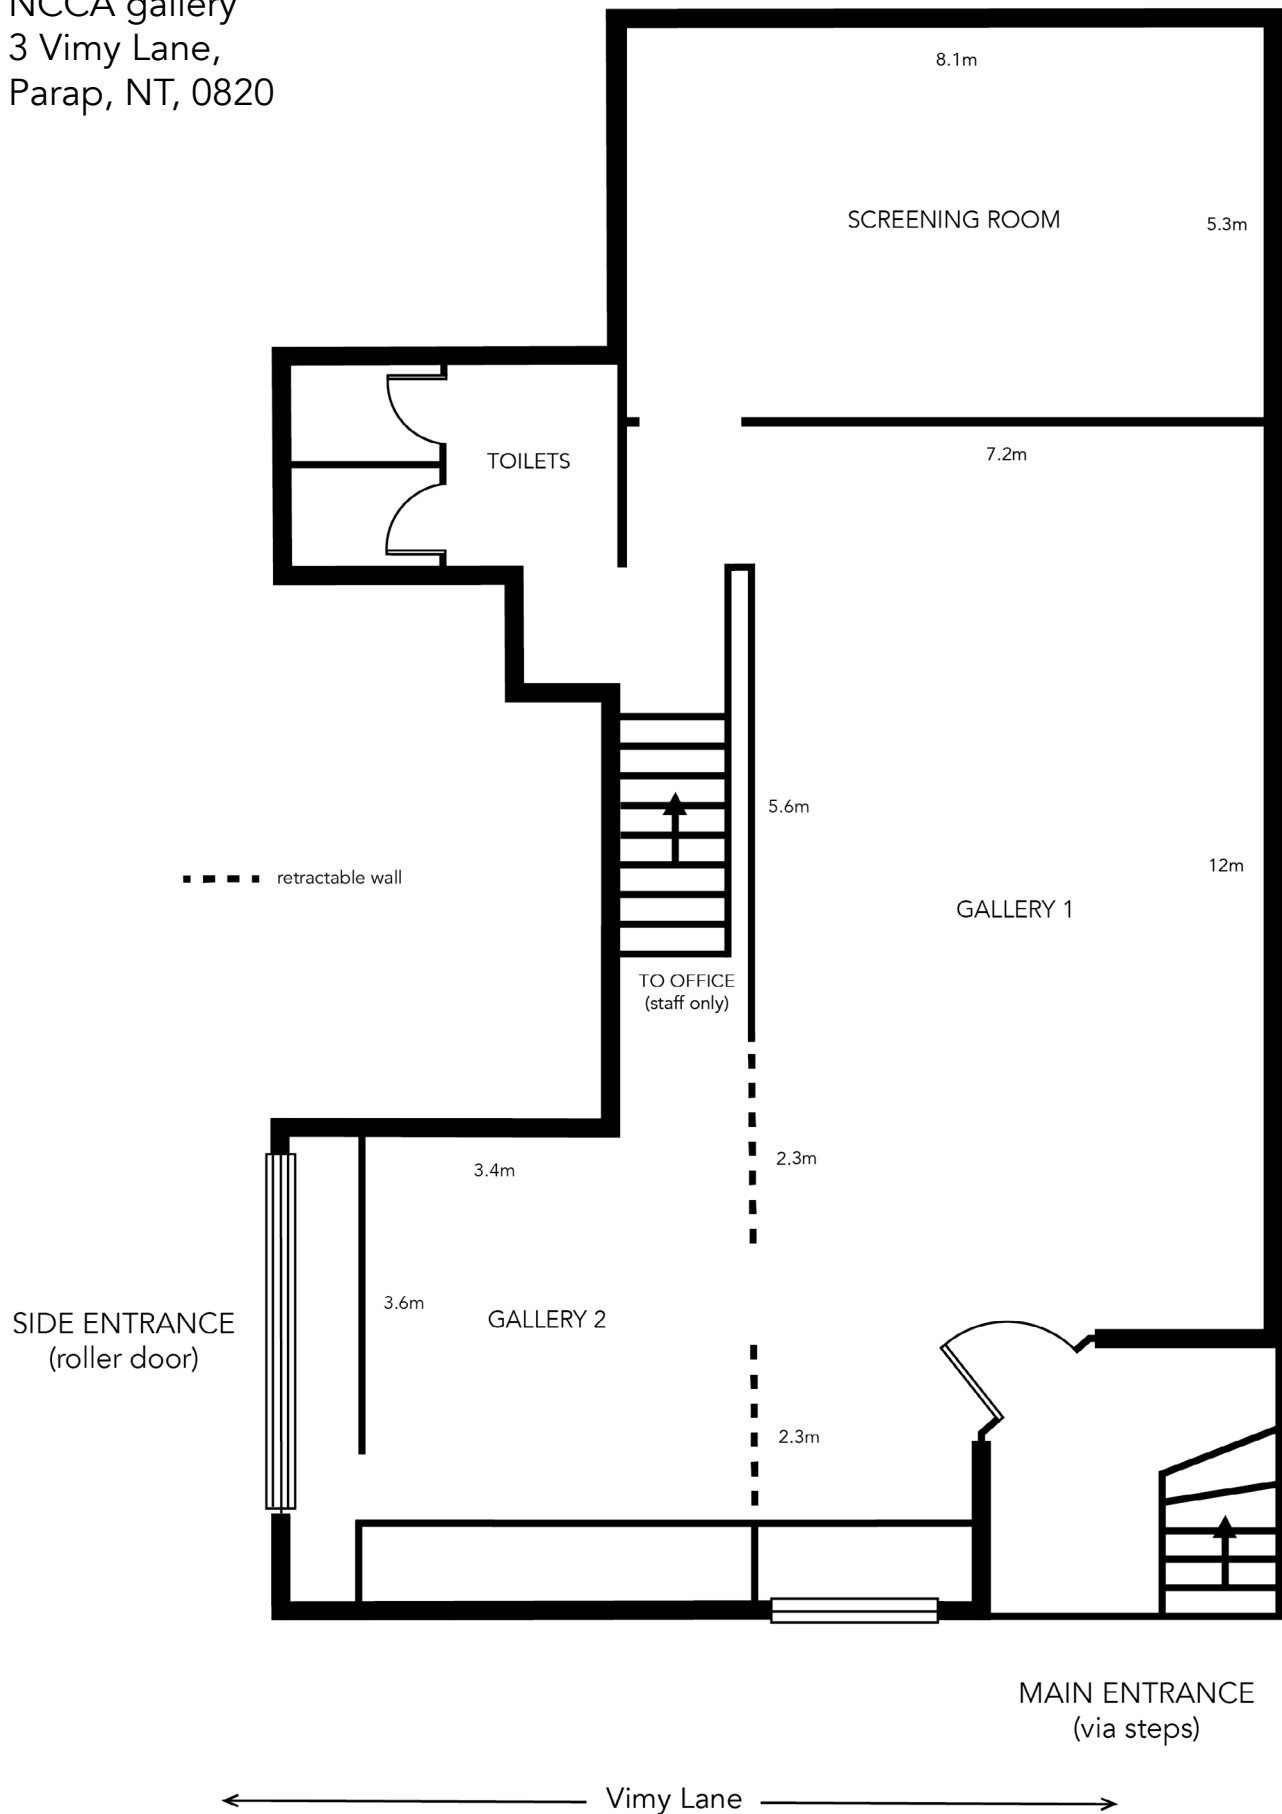 NCCA gallery
3 Vimy Lane,
Parap, NT, 0820
8.1m
SCREENING ROOM
5.3m
7.2m
TOILETS
5.6m
12m
retractable wall
GALLERY 1
TO OFFICE
(staff only)
2.3m
3.4m
3.6m
GALLERY 2
SIDE ENTRANCE
(roller door)
2.3m
MAIN ENTRANCE
(via steps)
Vimy Lane